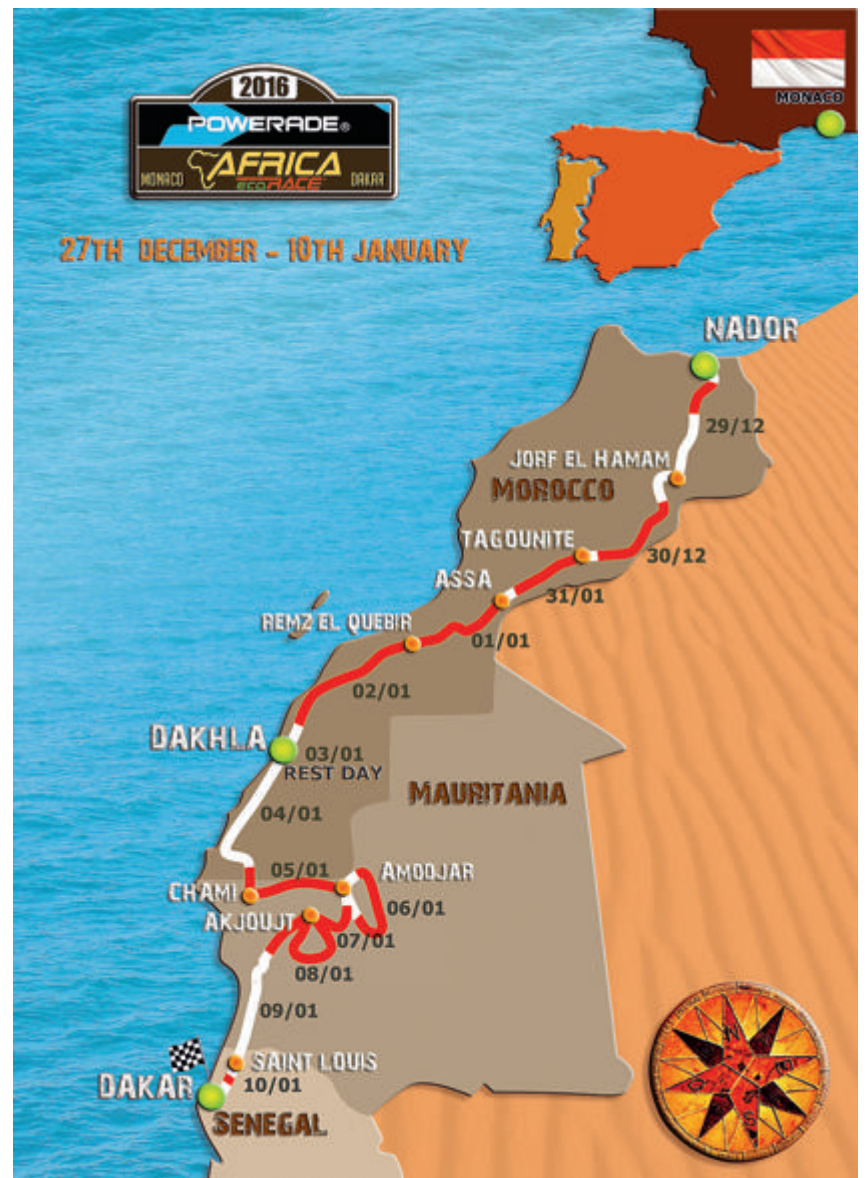 2016
POWERADE®
MONACO AFRICA DAKAR
eco RACE
MONACO
27TH DECEMBER - 10TH JANUARY
NADOR
29/12
JORF EL HAMAM
MOROCCO
TAGOUNITE
30/12
ASSA
31/01
REMZ EL QUEBIR
01/01
02/01
DAKHLA
03/01
REST DAY
MAURITANIA
04/01
05/01
AMODJAR
CHAMI
06/01
AKJOUJT
07/01
08/01
09/01
SAINT LOUIS
10/01
DAKAR
SENEGAL
N
S